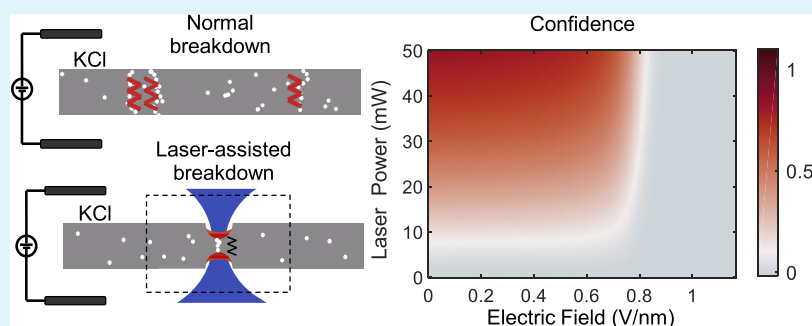 Normal
breakdown
KCl
Laser-assisted
breakdown
KCl
Confidence
Laser Power (mW)
50
40
30
20
10
0
0
0.2
0.4
0.6
0.8
1
Electric Field (V/nm)
1
0.5
0